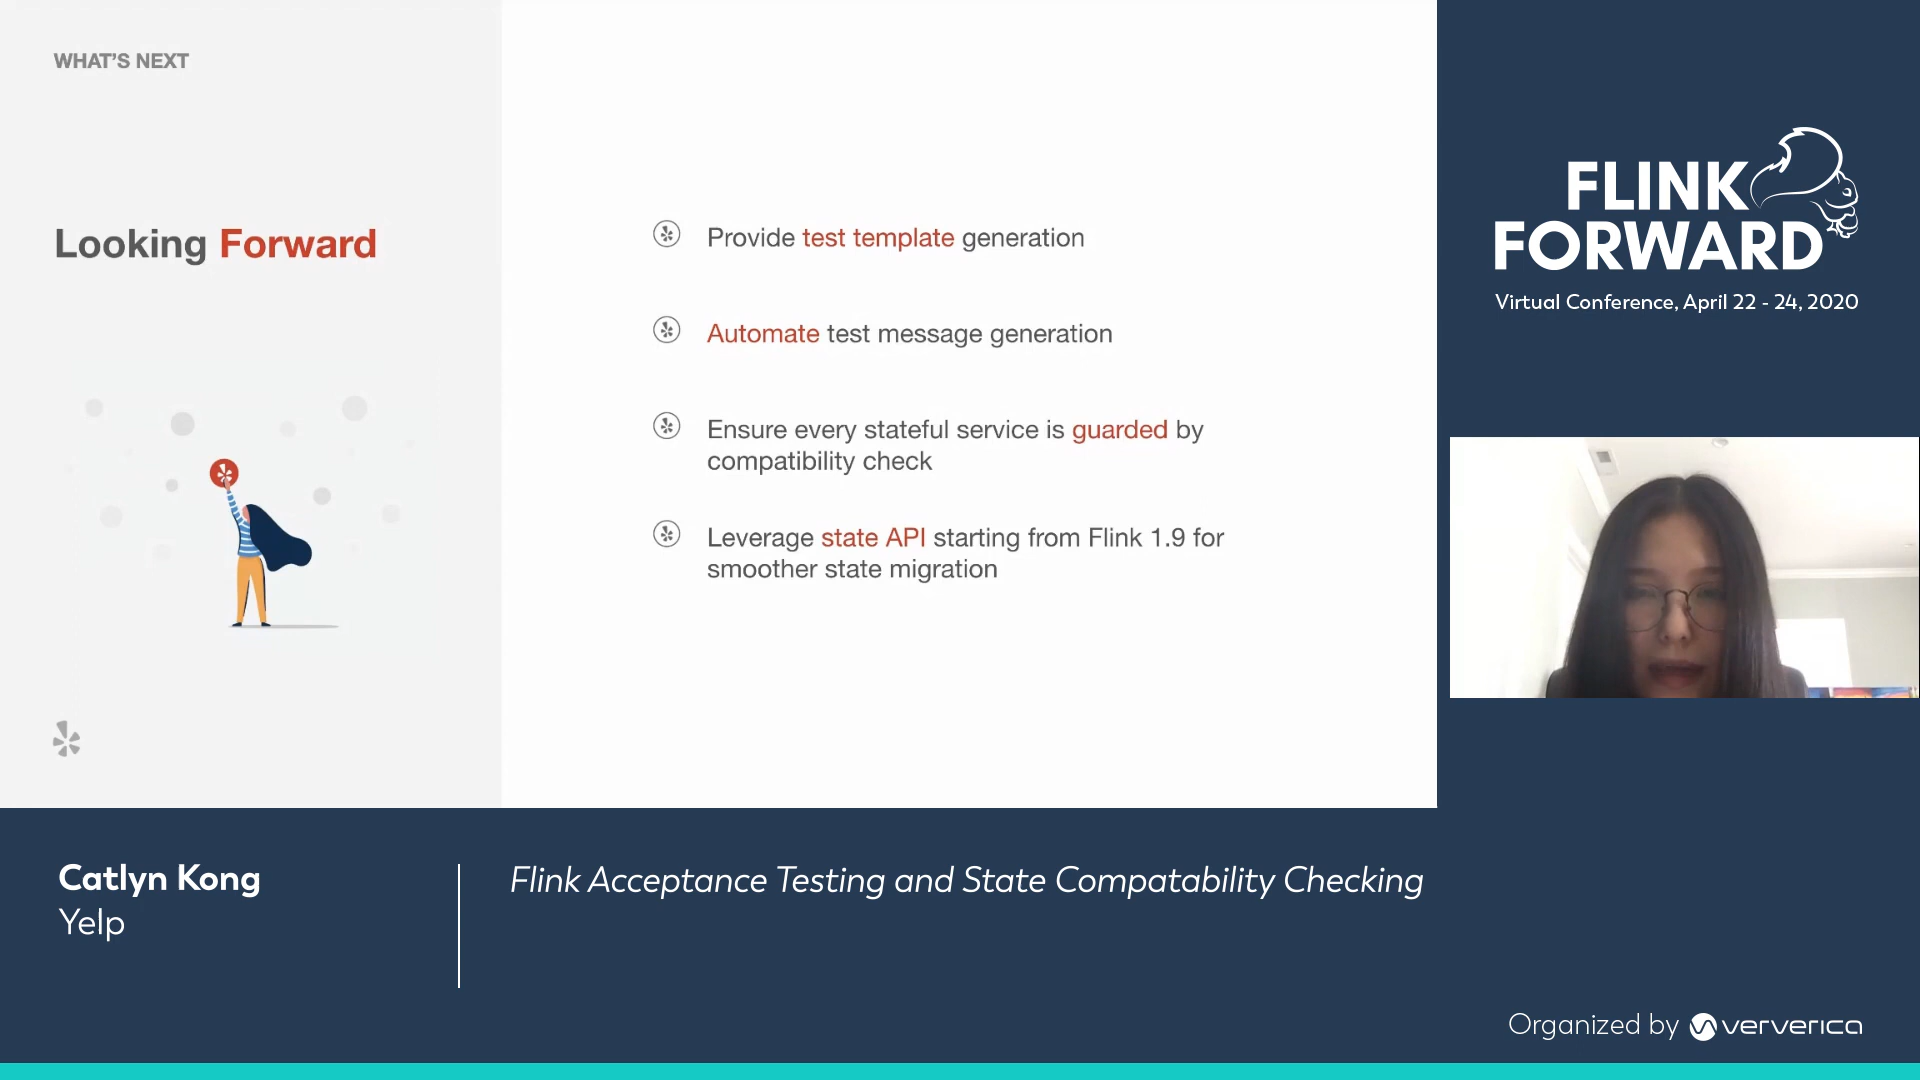 WHAT'S NEXT
Looking Forward
Provide test template generation
Automate test message generation
Ensure every stateful service is guarded by
compatibility check
Leverage state API starting from Flink 1.9 for
smoother state migration
FLINK
FORWARD
Virtual Conference, April 22 - 24, 2020
Catlyn Kong
Yelp
Flink Acceptance Testing and State Compatability Checking
Organized by ververica